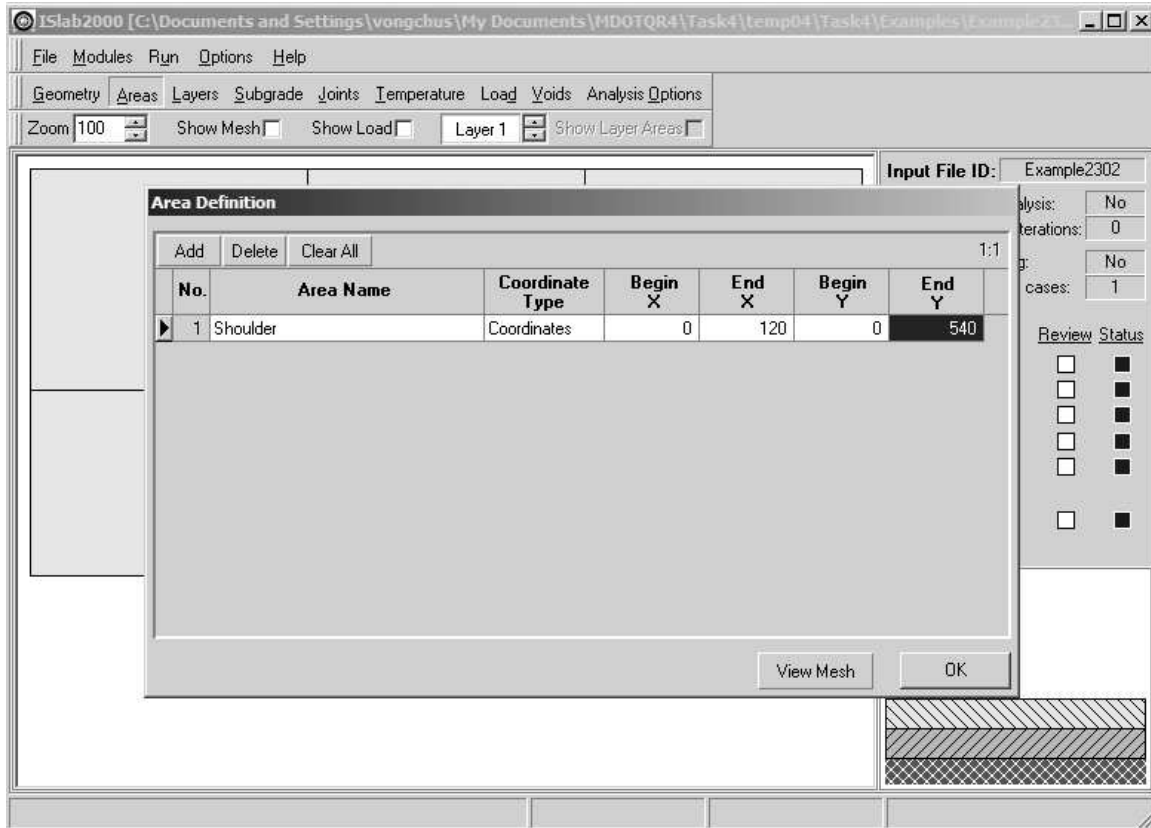 ISlab2000 [C:\Documents and Settings\vongchus\My Documents\MDOTQR4\Task4\temp04\Task4\Examples\Example23...
File Modules Run Options Help
Geometry Areas Layers Subgrade Joints Temperature Load Voids Analysis Options
Zoom 100 Show Mesh Show Load Layer 1 Show Layer Areas
Input File ID: Example2302
Area Definition
alysis: No
terations: 0
Add Delete Clear All 1:1
g: No
cases: 1
No. Area Name Coordinate Type Begin X End X Begin Y End Y
1 Shoulder Coordinates 0 120 0 540
Review Status
View Mesh OK